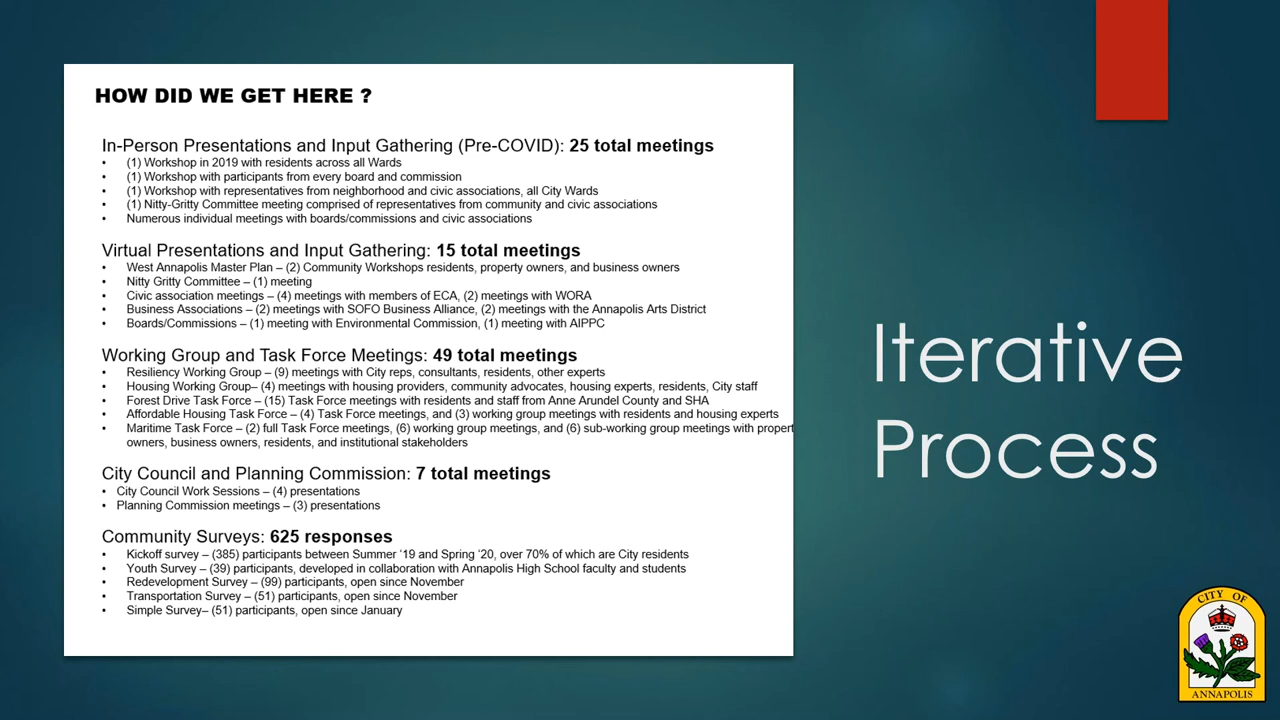 HOW DID WE GET HERE ?
In-Person Presentations and Input Gathering (Pre-COVID): 25 total meetings
• (1) Workshop in 2019 with residents across all Wards
• (1) Workshop with participants from every board and commission
• (1) Workshop with representatives from neighborhood and civic associations, all City Wards
• (1) Nitty-Gritty Committee meeting comprised of representatives from community and civic associations
• Numerous individual meetings with boards/commissions and civic associations
Virtual Presentations and Input Gathering: 15 total meetings
• West Annapolis Master Plan – (2) Community Workshops residents, property owners, and business owners
• Nitty Gritty Committee – (1) meeting
• Civic association meetings – (4) meetings with members of ECA, (2) meetings with WORA
• Business Associations – (2) meetings with SOFO Business Alliance, (2) meetings with the Annapolis Arts District
• Boards/Commissions – (1) meeting with Environmental Commission, (1) meeting with AIPPC
Working Group and Task Force Meetings: 49 total meetings
• Resiliency Working Group – (9) meetings with City reps, consultants, residents, other experts
• Housing Working Group– (4) meetings with housing providers, community advocates, housing experts, residents, City staff
• Forest Drive Task Force – (15) Task Force meetings with residents and staff from Anne Arundel County and SHA
• Affordable Housing Task Force – (4) Task Force meetings, and (3) working group meetings with residents and housing experts
• Maritime Task Force – (2) full Task Force meetings, (6) working group meetings, and (6) sub-working group meetings with propert
owners, business owners, residents, and institutional stakeholders
City Council and Planning Commission: 7 total meetings
• City Council Work Sessions – (4) presentations
• Planning Commission meetings – (3) presentations
Community Surveys: 625 responses
• Kickoff survey – (385) participants between Summer ‘19 and Spring ‘20, over 70% of which are City residents
• Youth Survey – (39) participants, developed in collaboration with Annapolis High School faculty and students
• Redevelopment Survey – (99) participants, open since November
• Transportation Survey – (51) participants, open since November
• Simple Survey– (51) participants, open since January
Iterative
Process
CITY OF
ANNAPOLIS